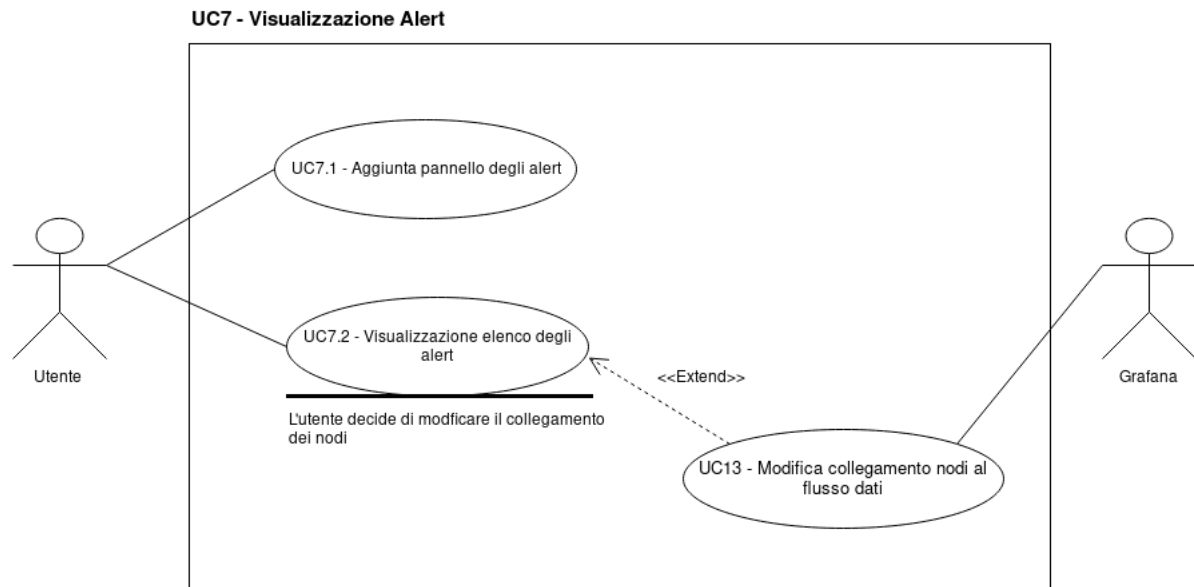 UC7 - Visualizzazione Alert
UC7.1 - Aggiunta pannello degli alert
UC7.2 - Visualizzazione elenco degli
alert
Utente
<<Extend>>
Grafana
L'utente decide di modficare il collegamento
dei nodi
UC13 - Modifica collegamento nodi al
flusso dati